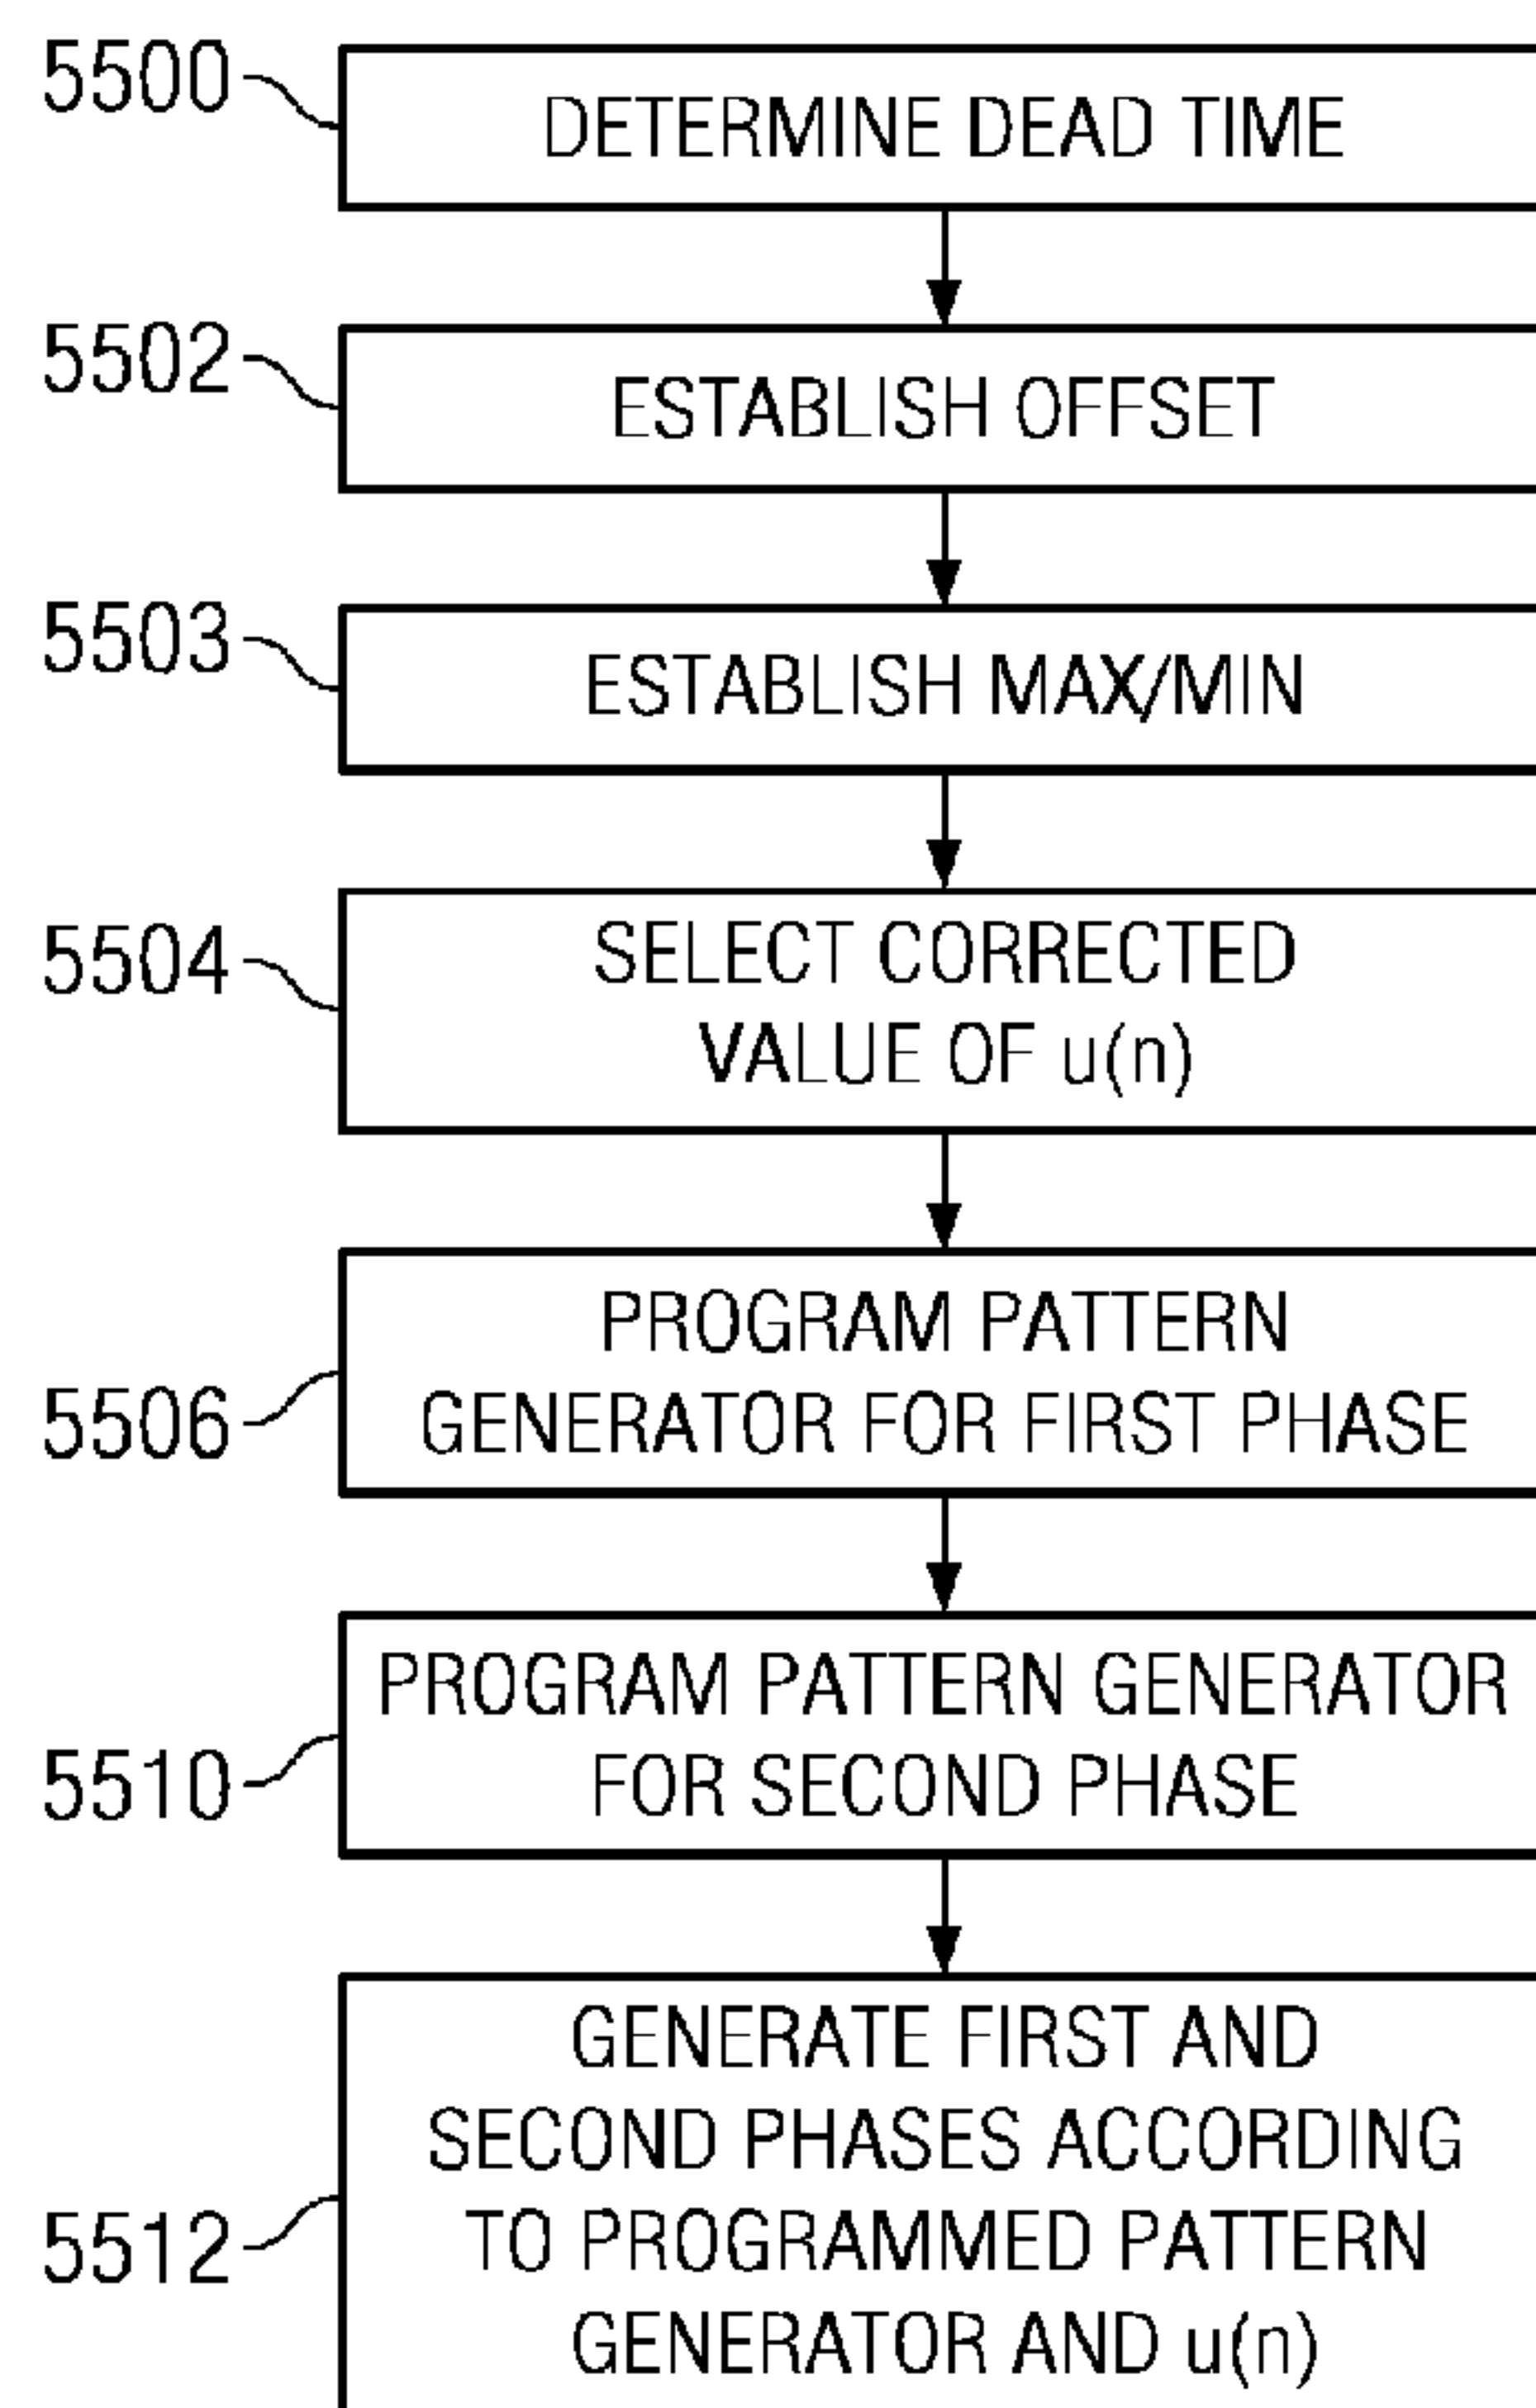 5500
DETERMINE DEAD TIME
5502
ESTABLISH OFFSET
5503
ESTABLISH MAX/MIN
5504
SELECT CORRECTED
VALUE OF u(n)
5506
PROGRAM PATTERN
GENERATOR FOR FIRST PHASE
5510
PROGRAM PATTERN GENERATOR
FOR SECOND PHASE
5512
GENERATE FIRST AND
SECOND PHASES ACCORDING
TO PROGRAMMED PATTERN
GENERATOR AND u(n)